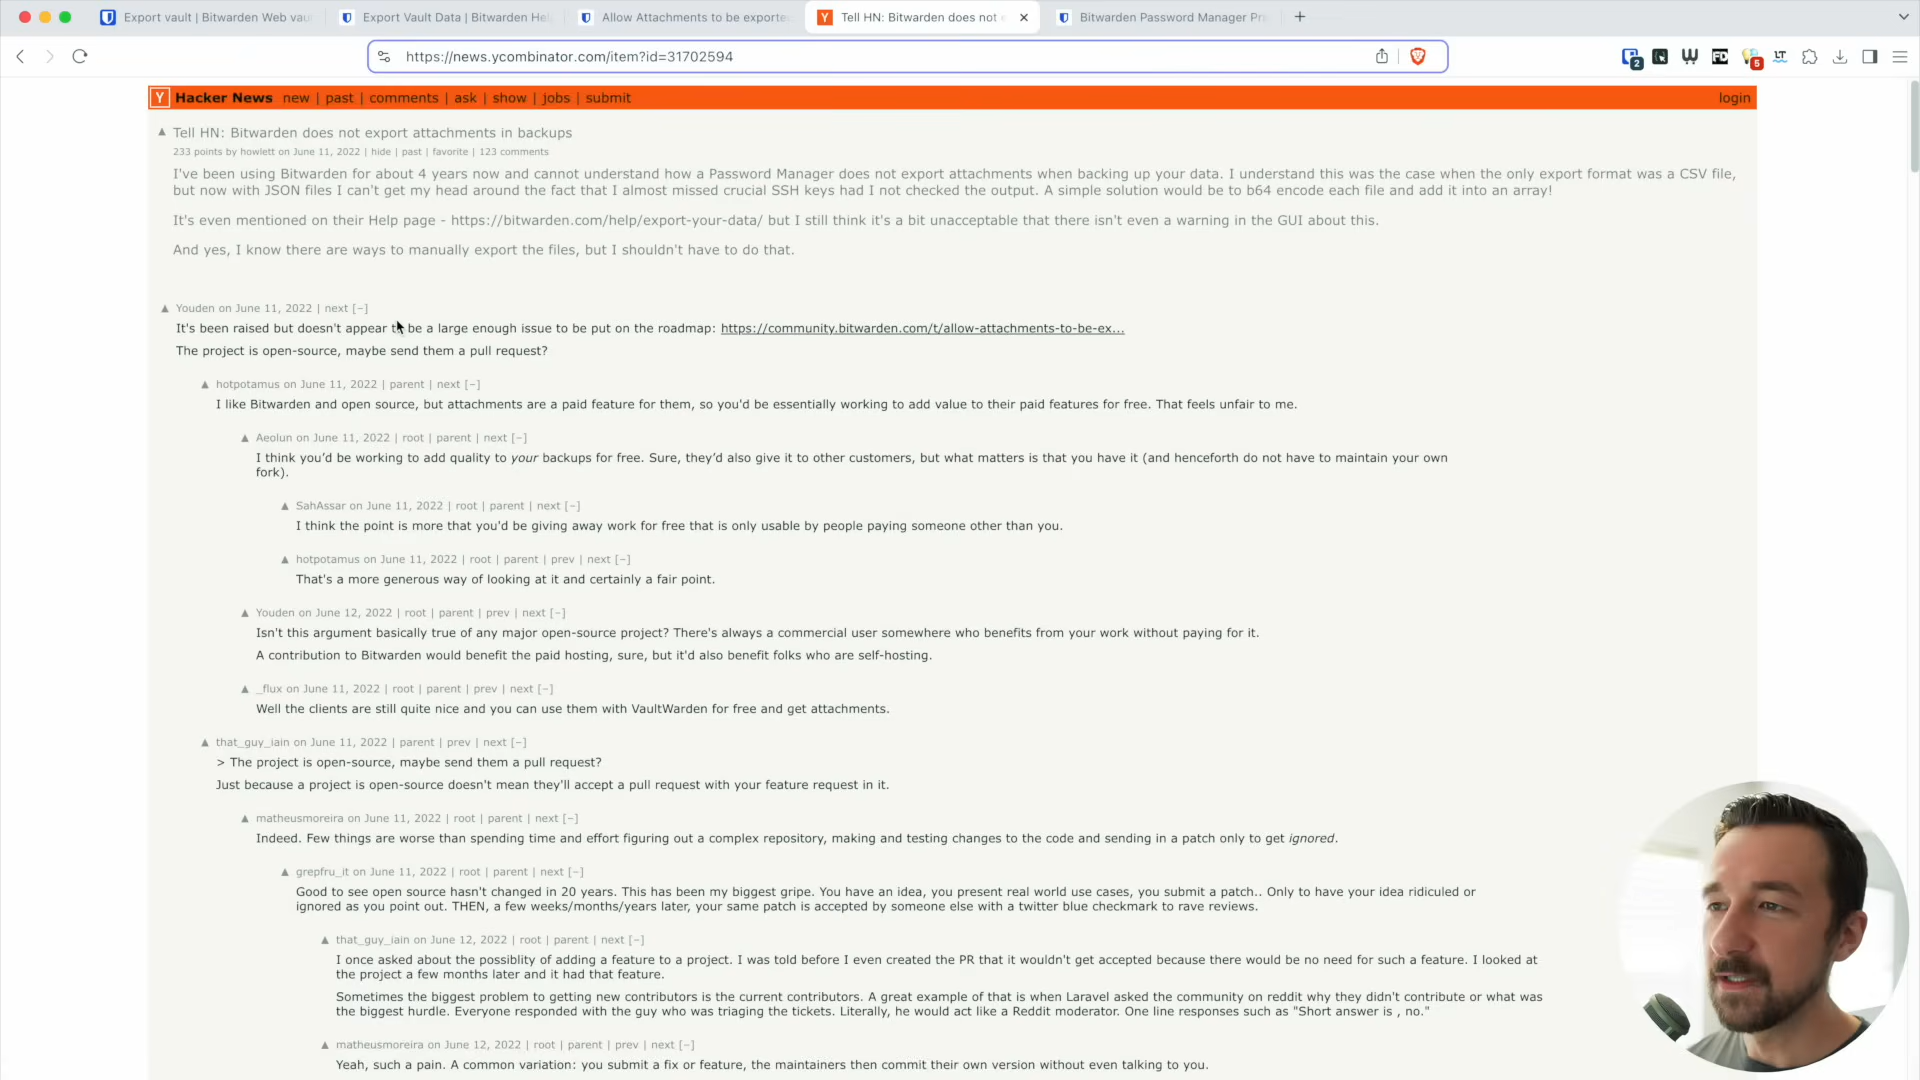 Export vault | Bitwarden Web vau
Export Vault Data | Bitwarden Hel
Allow Attachments to be exporte
Tell HN: Bitwarden does not e
Bitwarden Password Manager Pr
https://news.ycombinator.com/item?id=31702594
2
FD
5
LT
Y Hacker News new | past | comments | ask | show | jobs | submit
login
Tell HN: Bitwarden does not export attachments in backups
233 points by howlett on June 11, 2022 | hide | past | favorite | 123 comments
I've been using Bitwarden for about 4 years now and cannot understand how a Password Manager does not export attachments when backing up your data. I understand this was the case when the only export format was a CSV file,
but now with JSON files I can't get my head around the fact that I almost missed crucial SSH keys had I not checked the output. A simple solution would be to b64 encode each file and add it into an array!
It's even mentioned on their Help page - https://bitwarden.com/help/export-your-data/ but I still think it's a bit unacceptable that there isn't even a warning in the GUI about this.
And yes, I know there are ways to manually export the files, but I shouldn't have to do that.
Youden on June 11, 2022 | next [–]
It's been raised but doesn't appear to be a large enough issue to be put on the roadmap: https://community.bitwarden.com/t/allow-attachments-to-be-ex...
The project is open-source, maybe send them a pull request?
hotpotamus on June 11, 2022 | parent | next [–]
I like Bitwarden and open source, but attachments are a paid feature for them, so you'd be essentially working to add value to their paid features for free. That feels unfair to me.
Aeolun on June 11, 2022 | root | parent | next [–]
I think you'd be working to add quality to your backups for free. Sure, they'd also give it to other customers, but what matters is that you have it (and henceforth do not have to maintain your own
fork).
SahAssar on June 11, 2022 | root | parent | next [–]
I think the point is more that you'd be giving away work for free that is only usable by people paying someone other than you.
hotpotamus on June 11, 2022 | root | parent | prev | next [–]
That's a more generous way of looking at it and certainly a fair point.
Youden on June 12, 2022 | root | parent | prev | next [–]
Isn't this argument basically true of any major open-source project? There's always a commercial user somewhere who benefits from your work without paying for it.
A contribution to Bitwarden would benefit the paid hosting, sure, but it'd also benefit folks who are self-hosting.
_flux on June 11, 2022 | root | parent | prev | next [–]
Well the clients are still quite nice and you can use them with VaultWarden for free and get attachments.
that_guy_iain on June 11, 2022 | parent | prev | next [–]
> The project is open-source, maybe send them a pull request?
Just because a project is open-source doesn't mean they'll accept a pull request with your feature request in it.
matheusmoreira on June 11, 2022 | root | parent | next [–]
Indeed. Few things are worse than spending time and effort figuring out a complex repository, making and testing changes to the code and sending in a patch only to get ignored.
grepfru_it on June 11, 2022 | root | parent | next [–]
Good to see open source hasn't changed in 20 years. This has been my biggest gripe. You have an idea, you present real world use cases, you submit a patch.. Only to have your idea ridiculed or
ignored as you point out. THEN, a few weeks/months/years later, your same patch is accepted by someone else with a twitter blue checkmark to rave reviews.
that_guy_iain on June 12, 2022 | root | parent | next [–]
I once asked about the possiblity of adding a feature to a project. I was told before I even created the PR that it wouldn't get accepted because there would be no need for such a feature. I looked at
the project a few months later and it had that feature.
Sometimes the biggest problem to getting new contributors is the current contributors. A great example of that is when Laravel asked the community on reddit why they didn't contribute or what was
the biggest hurdle. Everyone responded with the guy who was triaging the tickets. Literally, he would act like a Reddit moderator. One line responses such as "Short answer is , no."
matheusmoreira on June 12, 2022 | root | parent | prev | next [–]
Yeah, such a pain. A common variation: you submit a fix or feature, the maintainers then commit their own version without even talking to you.